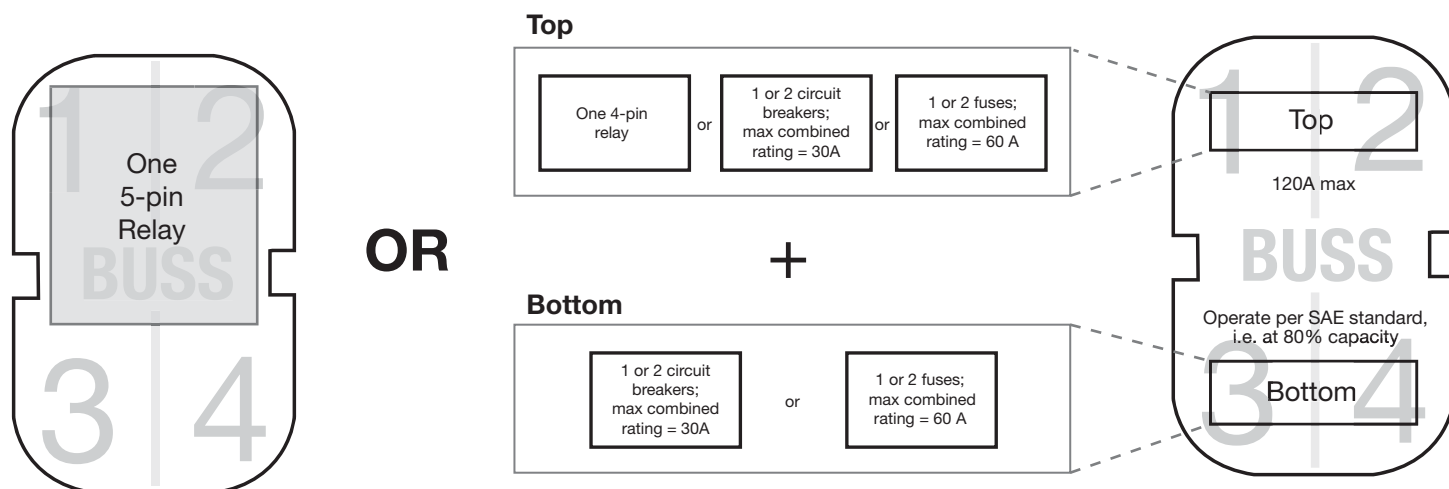 1 2
One
5-pin
Relay
BUSS
3 4
OR
Top
One 4-pin
relay
or
1 or 2 circuit
breakers;
max combined
rating = 30A
or
1 or 2 fuses;
max combined
rating = 60 A
+
Bottom
1 or 2 circuit
breakers;
max combined
rating = 30A
or
1 or 2 fuses;
max combined
rating = 60 A
1 2
Top
120A max
BUSS
Operate per SAE standard,
i.e. at 80% capacity
3 4
Bottom